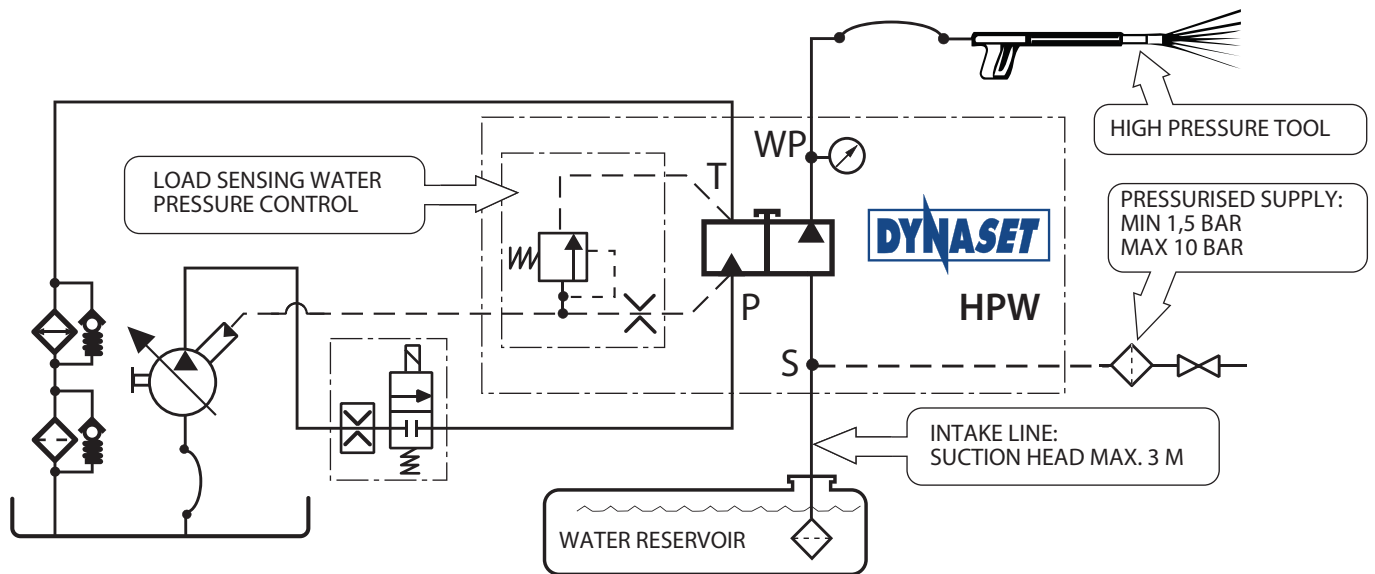 HIGH PRESSURE TOOL
WP
LOAD SENSING WATER
PRESSURE CONTROL
T
PRESSURISED SUPPLY:
MIN 1,5 BAR
MAX 10 BAR
DYNASET
P
HPW
S
INTAKE LINE:
SUCTION HEAD MAX. 3 M
WATER RESERVOIR